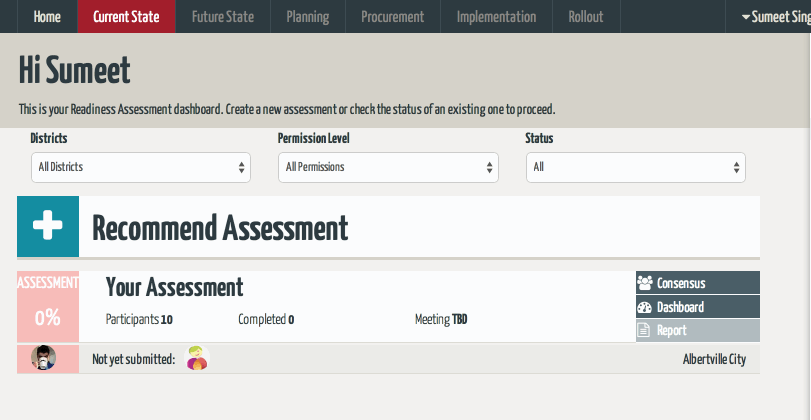 Home Current State Future State Planning Procurement Implementation Rollout Sumeet Sing
Hi Sumeet
This is your Readiness Assessment dashboard. Create a new assessment or check the status of an existing one to proceed.
Districts Permission Level Status
All Districts All Permissions All
Recommend Assessment
ASSESSMENT Your Assessment Consensus
0% Participants 10 Completed 0 Meeting TBD Dashboard
Report
Not yet submitted: Albertville City